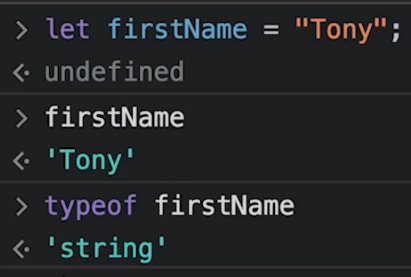 > let firstName = "Tony";
<· undefined
> firstName
<· 'Tony'
> typeof firstName
<· 'string'